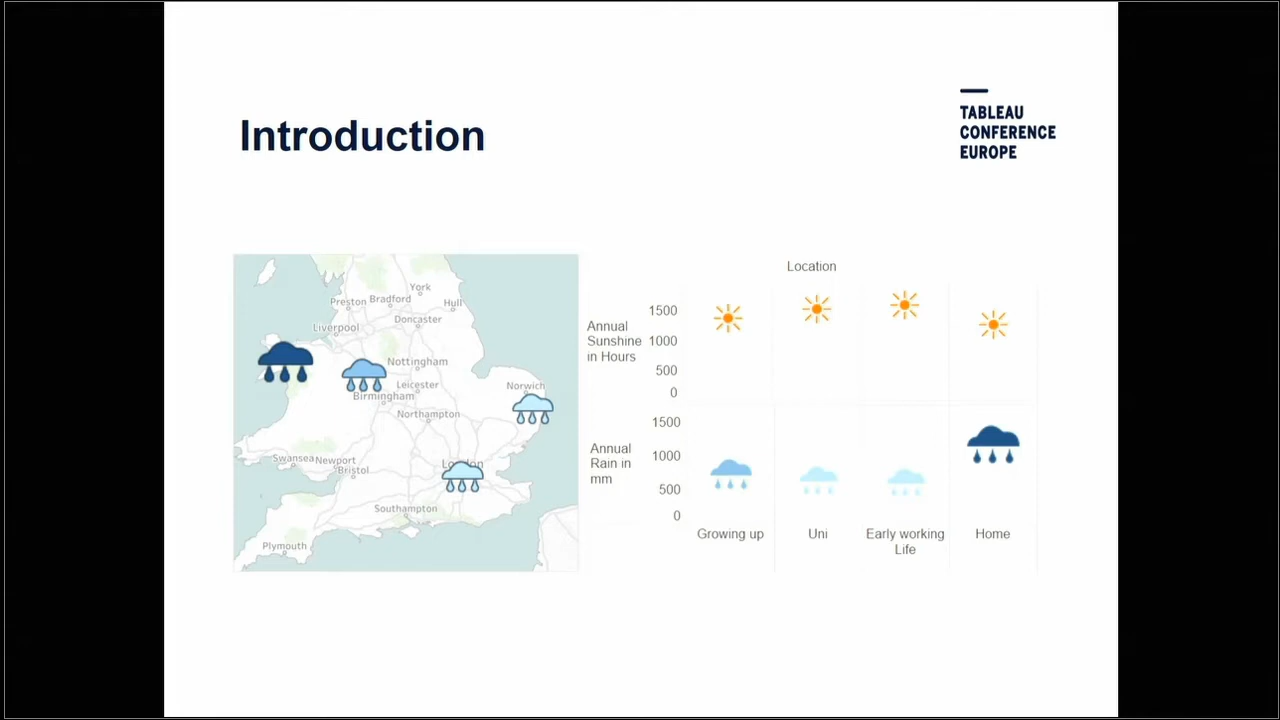 Introduction
TABLEAU
CONFERENCE
EUROPE
York
Preston
Bradford
Hull
Doncaster
Liverpool
Nottingham
Leicester
Birmingham
Norwich
Northampton
London
Swansea
Newport
Bristol
Southampton
Plymouth
Location
Annual
Sunshine
in Hours
1500
1000
500
0
Annual
Rain in
mm
1500
1000
500
0
Growing up
Uni
Early working
Life
Home